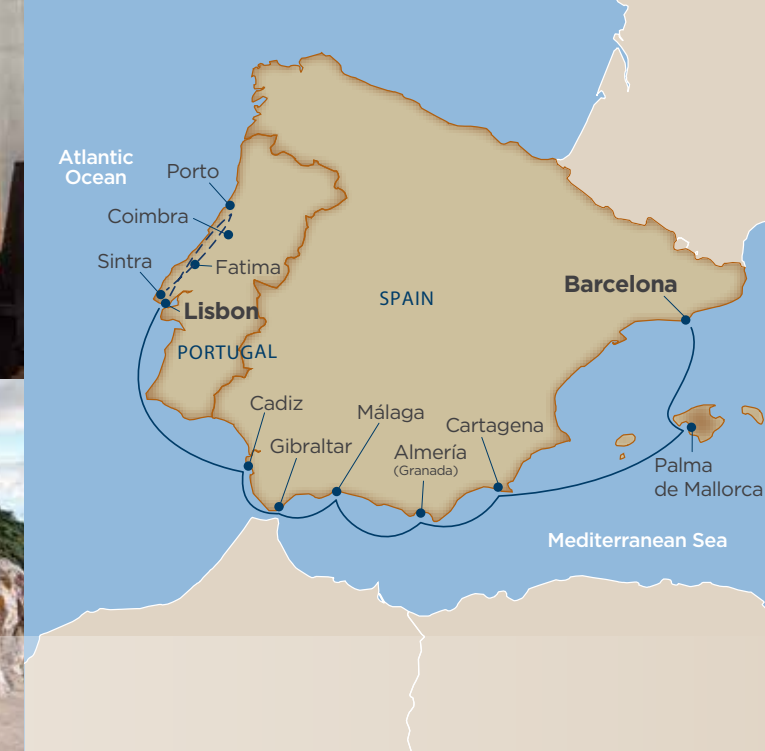 Atlantic
Ocean
Porto
Coimbra
Sintra
Fatima
Lisbon
PORTUGAL
SPAIN
Barcelona
Cadiz
Gibraltar
Málaga
Almería
(Granada)
Cartagena
Palma
de Mallorca
Mediterranean Sea